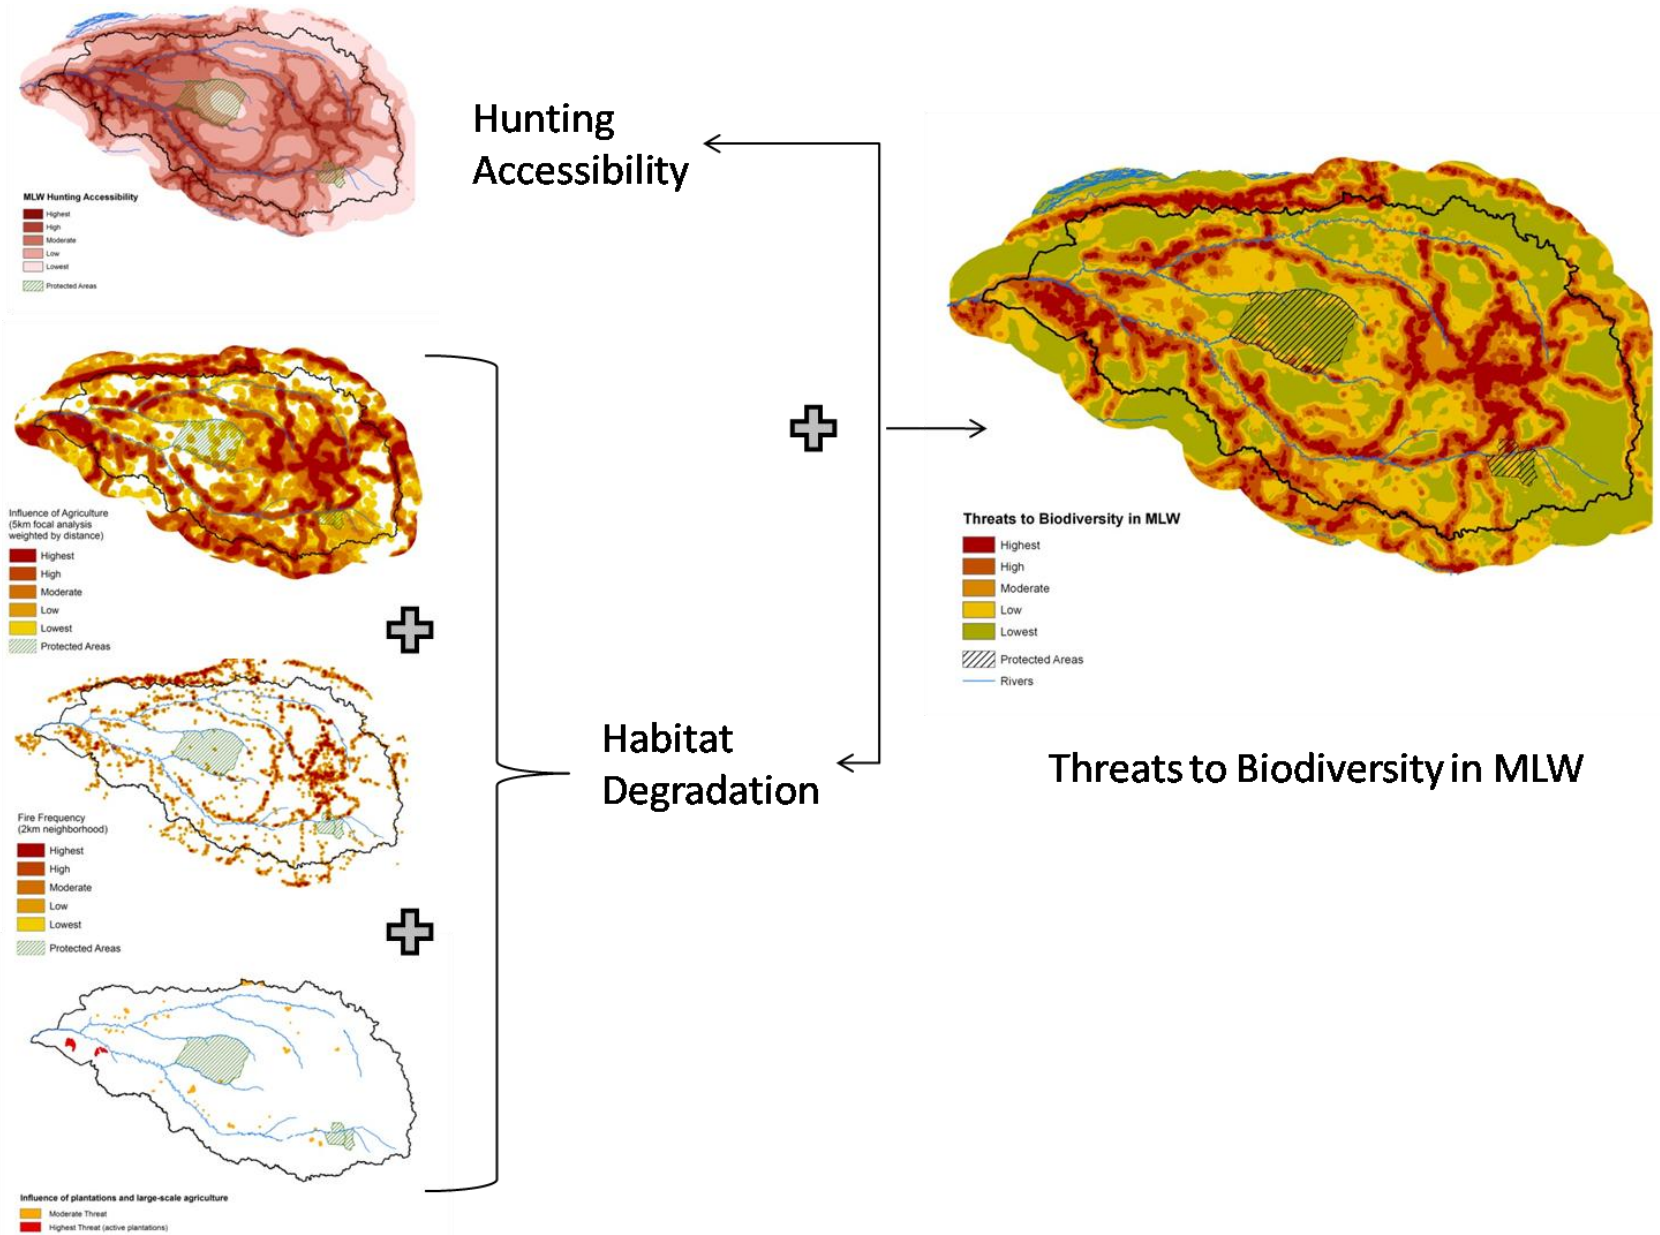 Hunting
Accessibility
MLW Hunting Accessibility
Highest
High
Moderate
Low
Lowest
Protected Areas
Influence of Agriculture
(5km focal analysis
weighted by distance)
Highest
High
Moderate
Low
Lowest
Protected Areas
Fire Frequency
(2km neighborhood)
Highest
High
Moderate
Low
Lowest
Protected Areas
Influence of plantations and large-scale agriculture
Moderate Threat
Highest Threat (active plantations)
Habitat
Degradation
Threats to Biodiversity in MLW
Highest
High
Moderate
Low
Lowest
Protected Areas
Rivers
Threats to Biodiversity in MLW